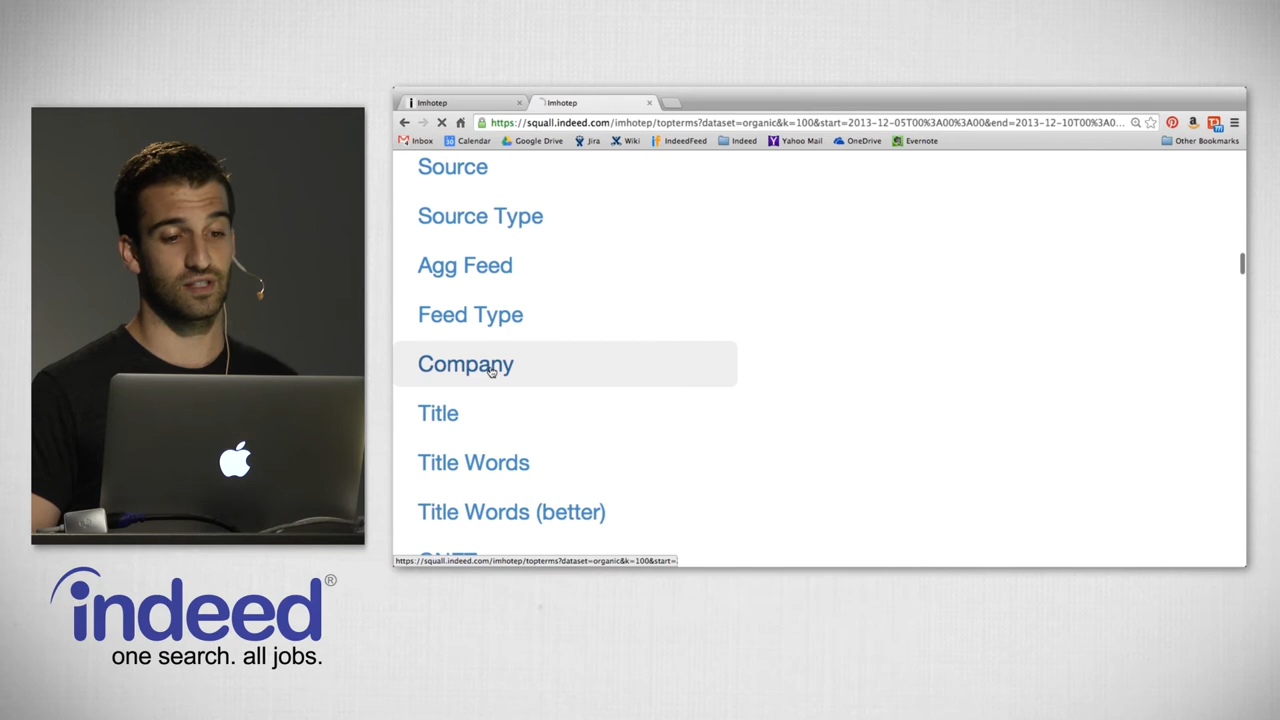 Imhotep
Imhotep
https://squall.indeed.com/imhotep/topterms?dataset=organic&k=100&start=2013-12-05T00%3A00%3A00&end=2013-12-10T00%3A0...
Inbox Calendar Google Drive Jira Wiki IndeedFeed Indeed Yahoo Mail OneDrive Evernote Other Bookmarks
Source
Source Type
Agg Feed
Feed Type
Company
Title
Title Words
Title Words (better)
https://squall.indeed.com/imhotep/topterms?dataset=organic&k=100&start=
indeed®
one search. all jobs.